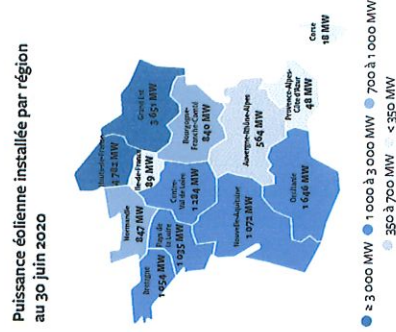 Puissance éolienne installée par région
au 30 juin 2020
Hauts-de-France
4 782 MW
Normandie
847 MW
Île-de-France
89 MW
Grand Est
3 651 MW
Bretagne
1 054 MW
Pays de
la Loire
1 035 MW
Centre-
Val de Loire
1 284 MW
Bourgogne-
Franche-Comté
840 MW
Nouvelle-Aquitaine
1 072 MW
Auvergne-Rhône-Alpes
564 MW
Occitanie
1 646 MW
Provence-Alpes-
Côte d'Azur
48 MW
Corse
18 MW
≥ 3 000 MW 1 000 à 3 000 MW 700 à 1 000 MW
350 à 700 MW < 350 MW